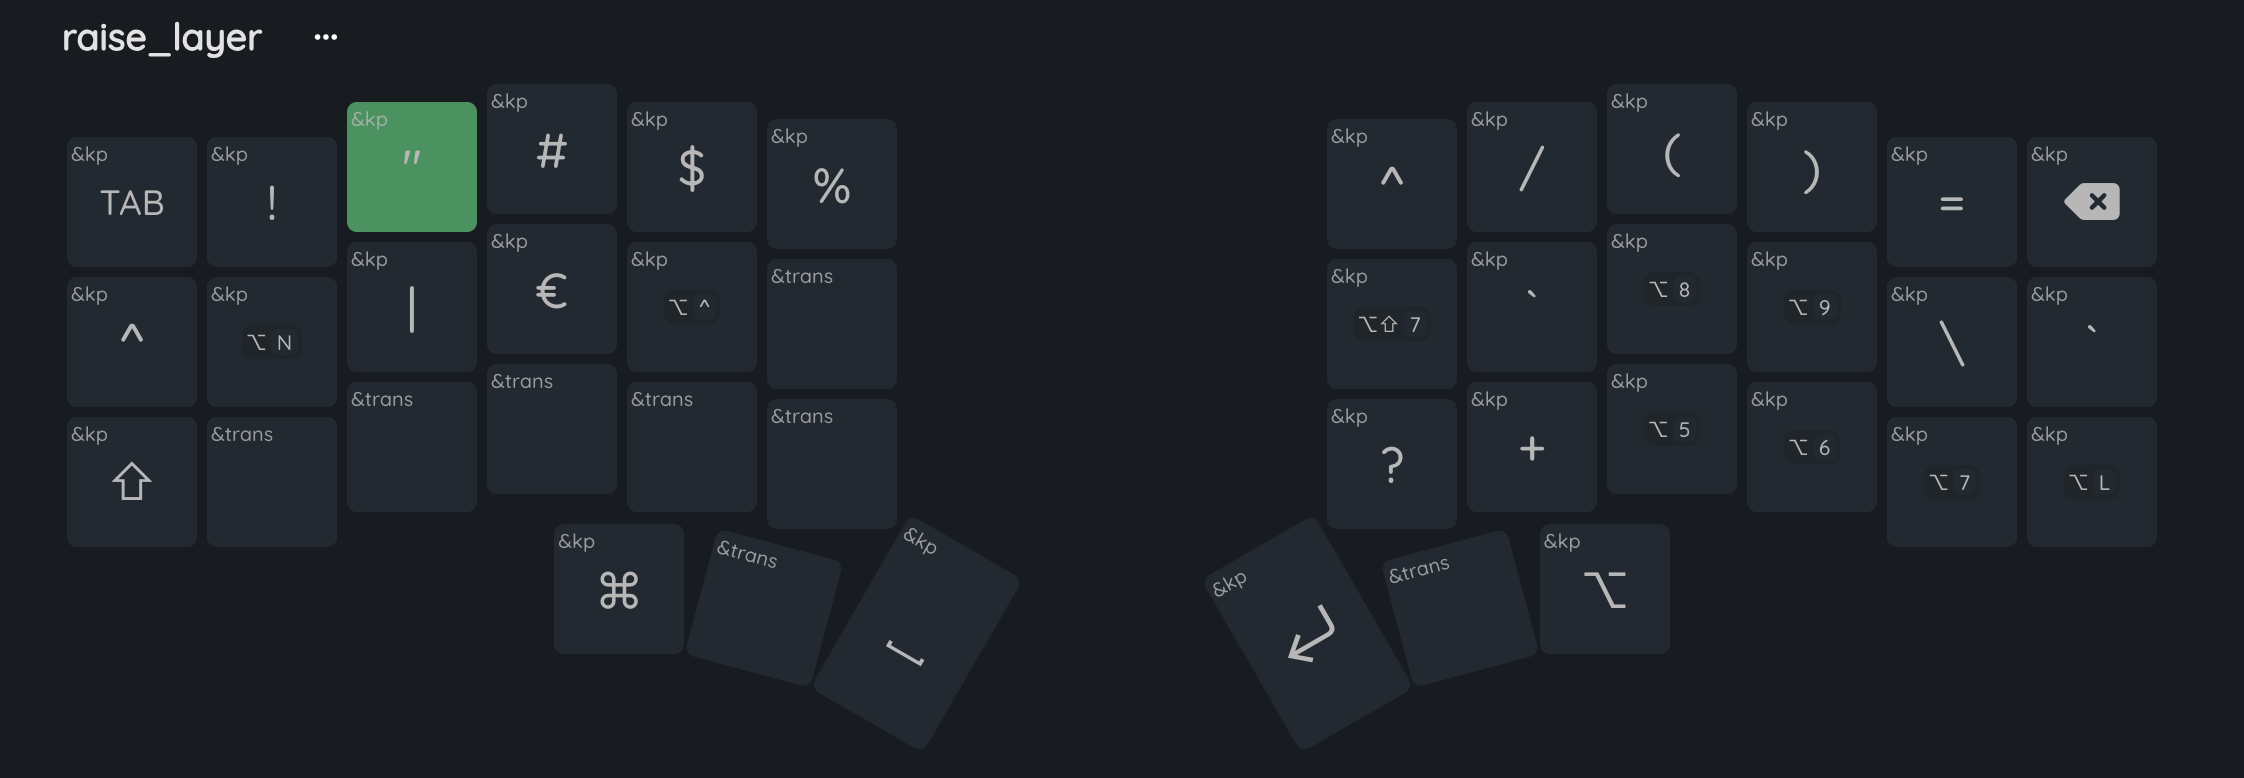 raise_layer ...
&kp TAB &kp ! &kp " &kp # &kp $ &kp % &kp ^ &kp / &kp ( &kp ) &kp = &kp ⌫
&kp ^ &kp ⌥ N &kp | &kp € &kp ⌥ ^ &trans &kp ⌥⇧ 7 &kp ` &kp ⌥ 8 &kp ⌥ 9 &kp \ &kp `
&kp ⇧ &trans &trans &trans &trans &trans &kp ? &kp + &kp ⌥ 5 &kp ⌥ 6 &kp ⌥ 7 &kp ⌥ L
&kp ⌘ &trans &kp ⎵ &kp ⏎ &trans &kp ⌥